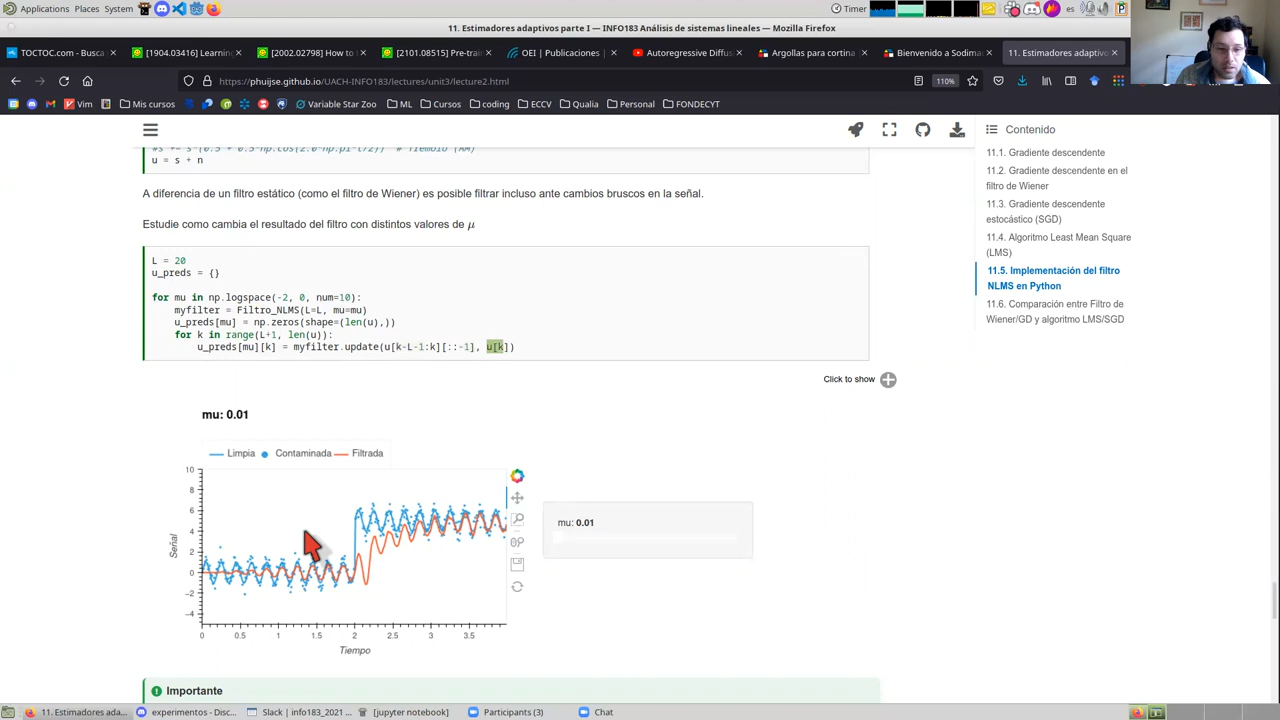 Applications Places System
Timer
es
11. Estimadores adaptivos parte I — INFO183 Análisis de sistemas lineales — Mozilla Firefox
TOCTOC.com - Busca
[1904.03416] Learning
[2002.02798] How to
[2101.08515] Pre-train
OEI | Publicaciones
Autoregressive Diffus
Argollas para cortina
Bienvenido a Sodima
11. Estimadores adaptivo
https://phuijse.github.io/UACH-INFO183/lectures/unit3/lecture2.html
110%
Vim
Mis cursos
Variable Star Zoo
ML
Cursos
coding
ECCV
Qualia
Personal
FONDECYT
Contenido
11.1. Gradiente descendente
11.2. Gradiente descendente en el
filtro de Wiener
11.3. Gradiente descendente
estocástico (SGD)
11.4. Algoritmo Least Mean Square
(LMS)
11.5. Implementación del filtro
NLMS en Python
11.6. Comparación entre Filtro de
Wiener/GD y algoritmo LMS/SGD
u = s + n
A diferencia de un filtro estático (como el filtro de Wiener) es posible filtrar incluso ante cambios bruscos en la señal.
Estudie como cambia el resultado del filtro con distintos valores de μ
L = 20
u_preds = {}
for mu in np.logspace(-2, 0, num=10):
myfilter = Filtro_NLMS(L=L, mu=mu)
u_preds[mu] = np.zeros(shape=(len(u),))
for k in range(L+1, len(u)):
u_preds[mu][k] = myfilter.update(u[k-L-1:k][::-1], u[k])
Click to show
mu: 0.01
Limpia Contaminada Filtrada
10
8
6
4
2
0
−2
−4
Señal
0 0.5 1 1.5 2 2.5 3 3.5
Tiempo
mu: 0.01
Importante
11. Estimadores ada...
experimentos - Disc...
Slack | info183_2021 ...
[jupyter notebook]
Participants (3)
Chat